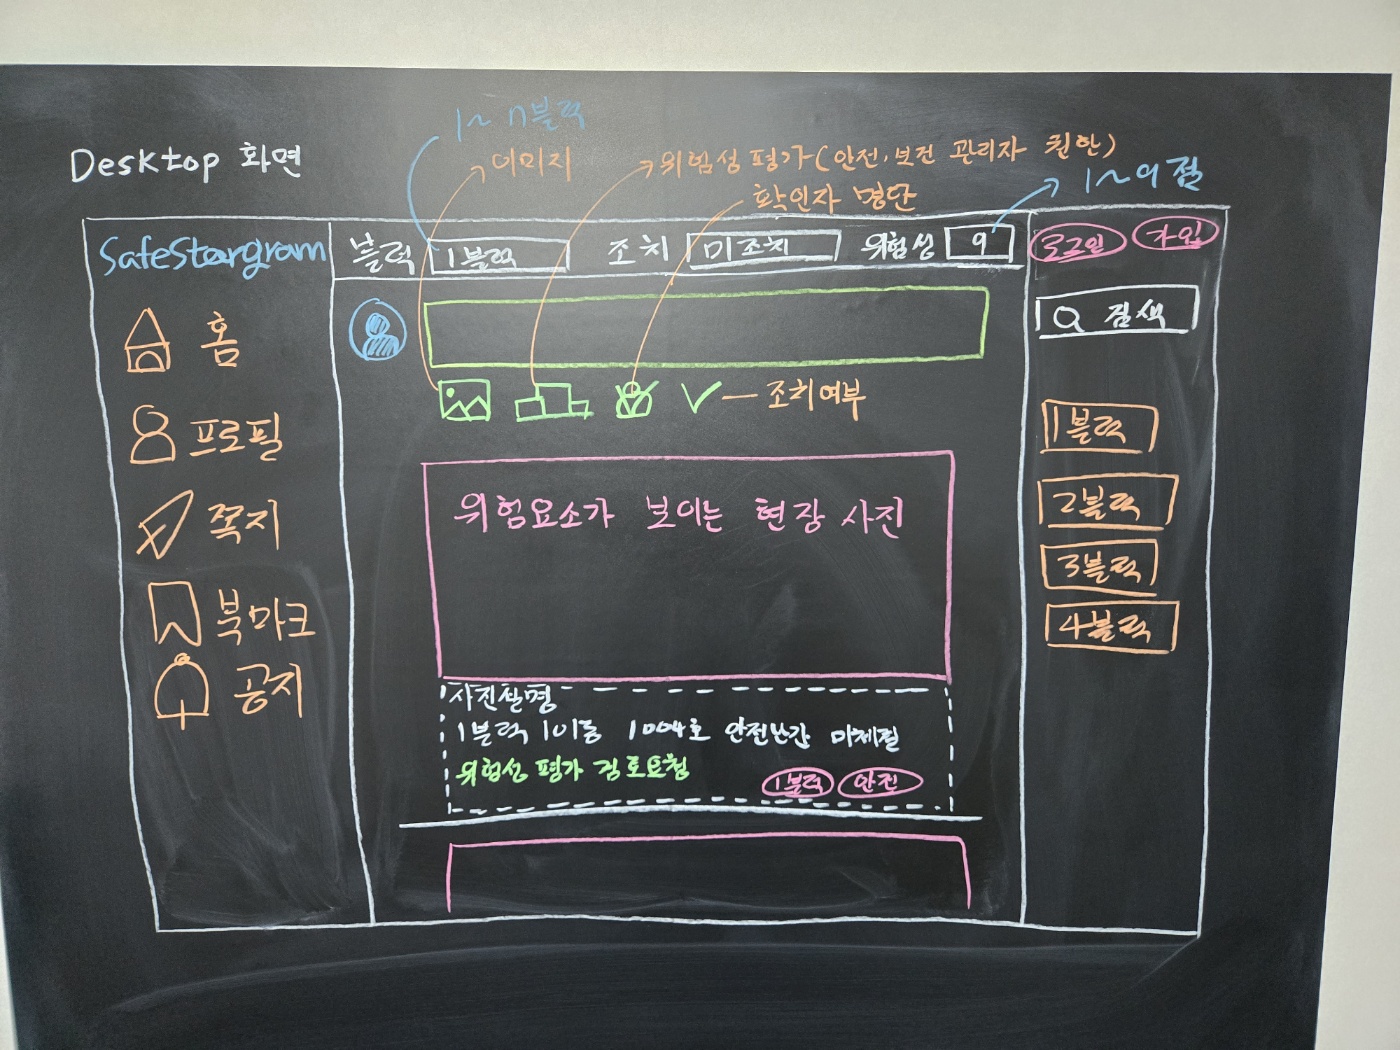 Desktop 화면
1~n블럭
이미지
위험성 평가(안전·보건 관리자 권한)
확인자 명단
1~9점
SafeStargram
블럭 1블럭 조치 미조치 위험성 9
로그인 가입
홈
프로필
쪽지
북마크
공지
조치여부
위험요소가 보이는 현장 사진
사진설명
1블럭 101동 1004호 안전난간 미체결
위험성 평가 검토요청
1블럭 안전
검색
1블럭
2블럭
3블럭
4블럭